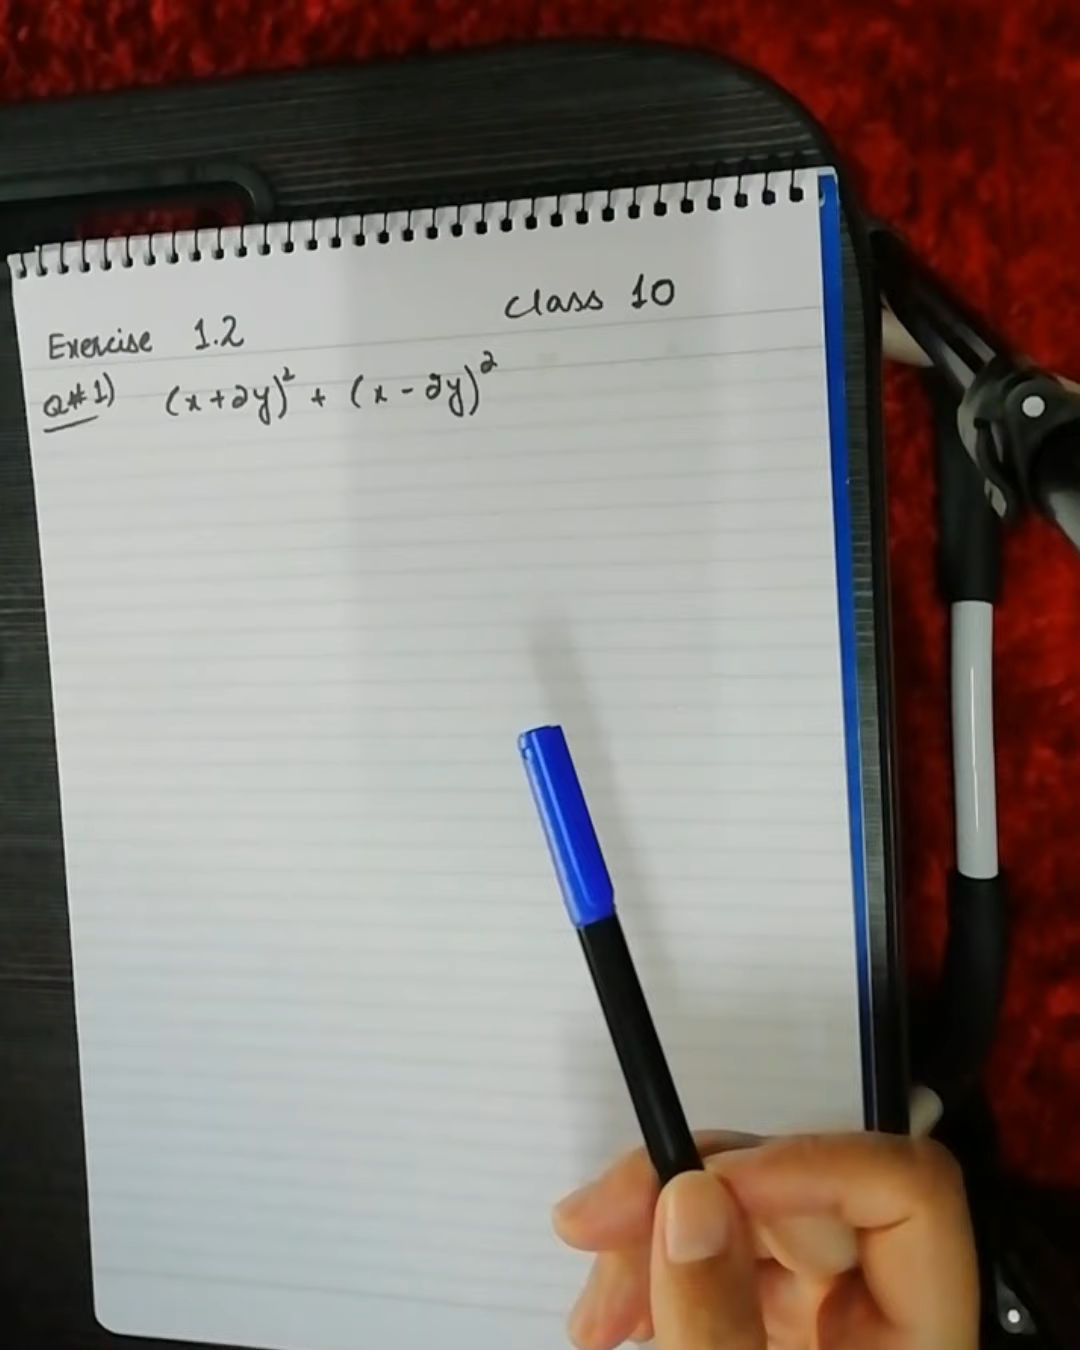 Class 10
Exercise 1.2
Q#1) (x+2y)² + (x-2y)²